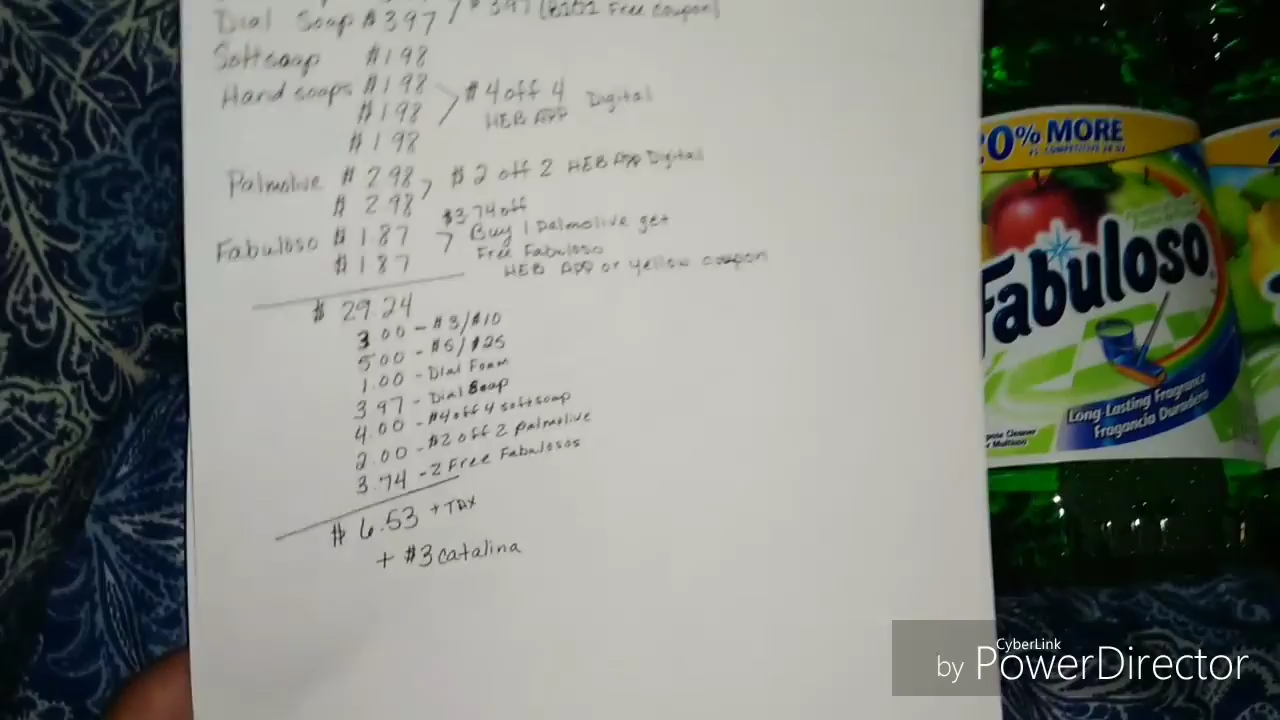 Dial Soap $397 / $397 (B1G1 Free coupon)
Softsoap $198
Hand soaps $198 > $4 off 4 Digital
$198 HEB APP
$198
Palmolive $298 > $2 off 2 HEB App Digital
$298
$3.74 off
Fabuloso $187 > Buy 1 Palmolive get
$187 Free Fabuloso
HEB APP or yellow coupon
$29.24
3.00 - $3/$10
5.00 - $5/$25
1.00 - Dial Foam
3.97 - Dial Soap
4.00 - $4 off 4 softsoap
2.00 - $2 off 2 palmolive
3.74 - 2 Free Fabulosos
$6.53 + TAX
+ $3 catalina
0% MORE
Fabuloso
Long-Lasting Fragrance
Fragancia Duradera
CyberLink
by PowerDirector